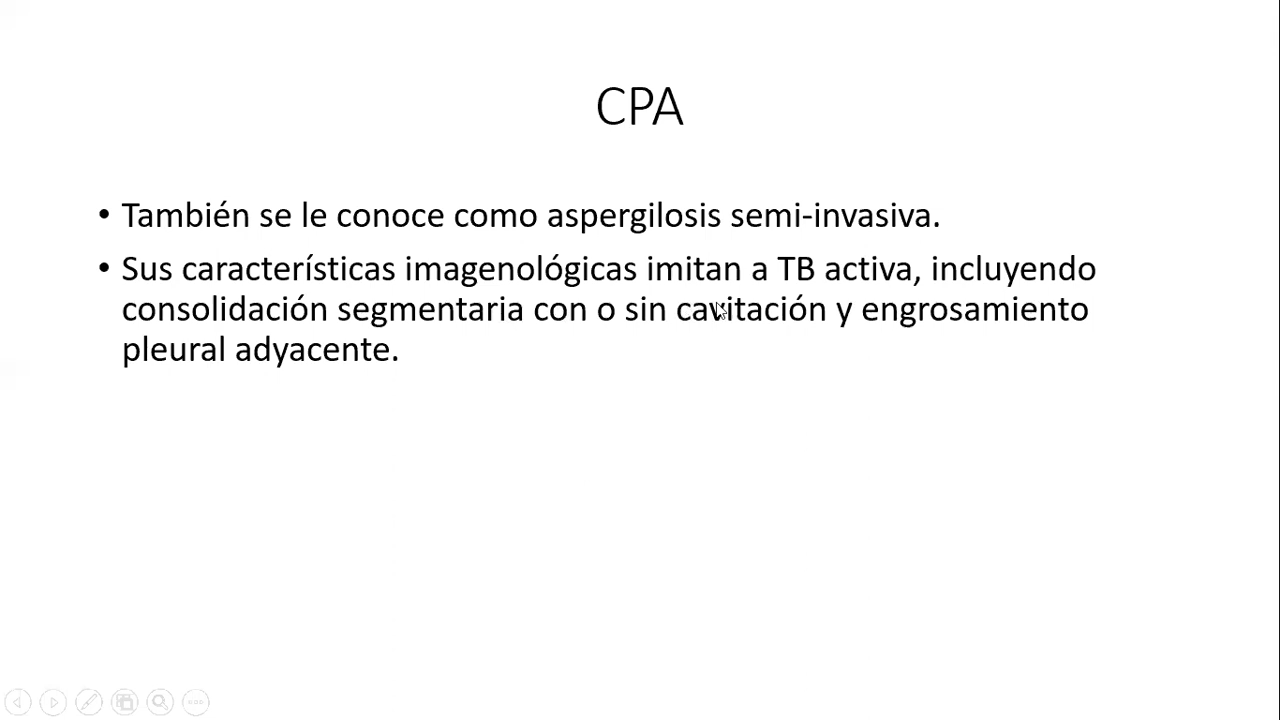 CPA
• También se le conoce como aspergilosis semi-invasiva.
• Sus características imagenológicas imitan a TB activa, incluyendo
consolidación segmentaria con o sin cavitación y engrosamiento
pleural adyacente.